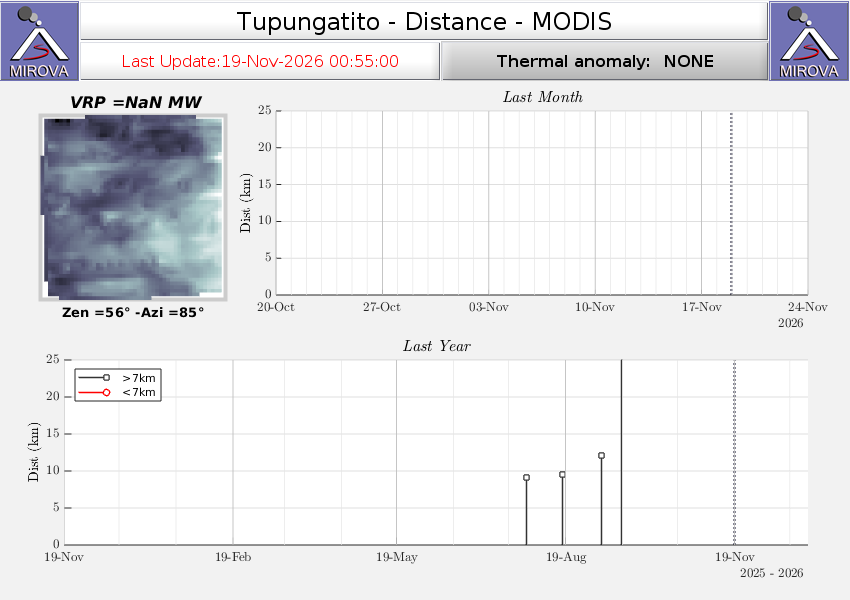 MIROVA
Tupungatito - Distance - MODIS
MIROVA
Last Update:19-Nov-2026 00:55:00
Thermal anomaly: NONE
VRP =NaN MW
Zen =56° -Azi =85°
Last Month
Dist (km)
25
20
15
10
5
0
20-Oct
27-Oct
03-Nov
10-Nov
17-Nov
24-Nov
2026
Last Year
Dist (km)
25
20
15
10
5
0
>7km
<7km
19-Nov
19-Feb
19-May
19-Aug
19-Nov
2025 - 2026